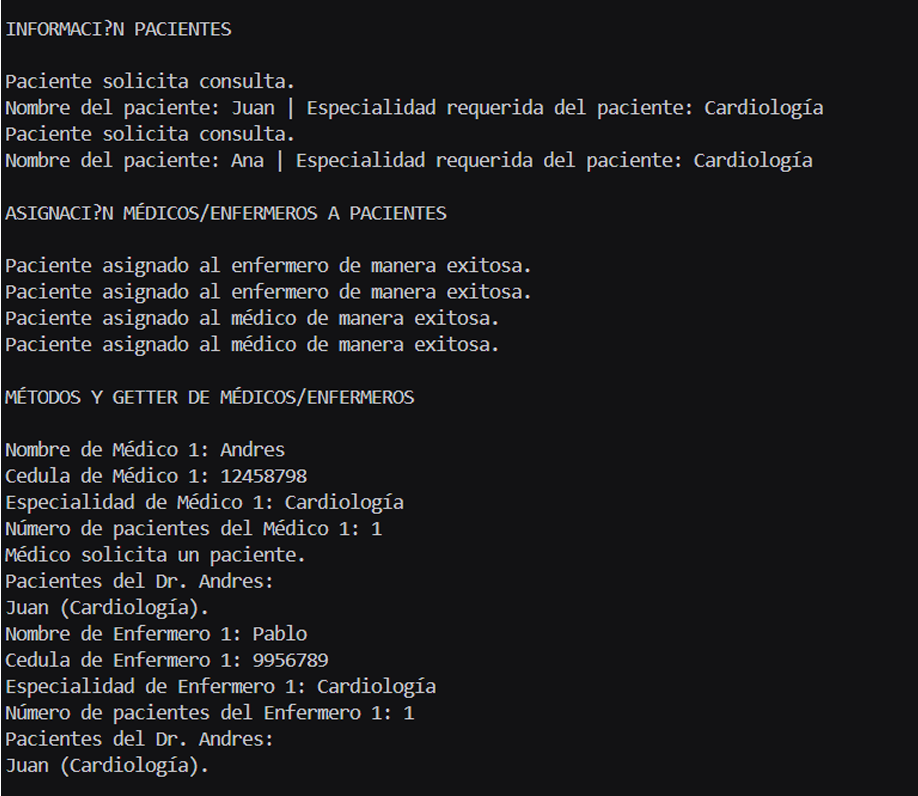 INFORMACI?N PACIENTES
Paciente solicita consulta.
Nombre del paciente: Juan | Especialidad requerida del paciente: Cardiología
Paciente solicita consulta.
Nombre del paciente: Ana | Especialidad requerida del paciente: Cardiología
ASIGNACI?N MÉDICOS/ENFERMEROS A PACIENTES
Paciente asignado al enfermero de manera exitosa.
Paciente asignado al enfermero de manera exitosa.
Paciente asignado al médico de manera exitosa.
Paciente asignado al médico de manera exitosa.
MÉTODOS Y GETTER DE MÉDICOS/ENFERMEROS
Nombre de Médico 1: Andres
Cedula de Médico 1: 12458798
Especialidad de Médico 1: Cardiología
Número de pacientes del Médico 1: 1
Médico solicita un paciente.
Pacientes del Dr. Andres:
Juan (Cardiología).
Nombre de Enfermero 1: Pablo
Cedula de Enfermero 1: 9956789
Especialidad de Enfermero 1: Cardiología
Número de pacientes del Enfermero 1: 1
Pacientes del Dr. Andres:
Juan (Cardiología).